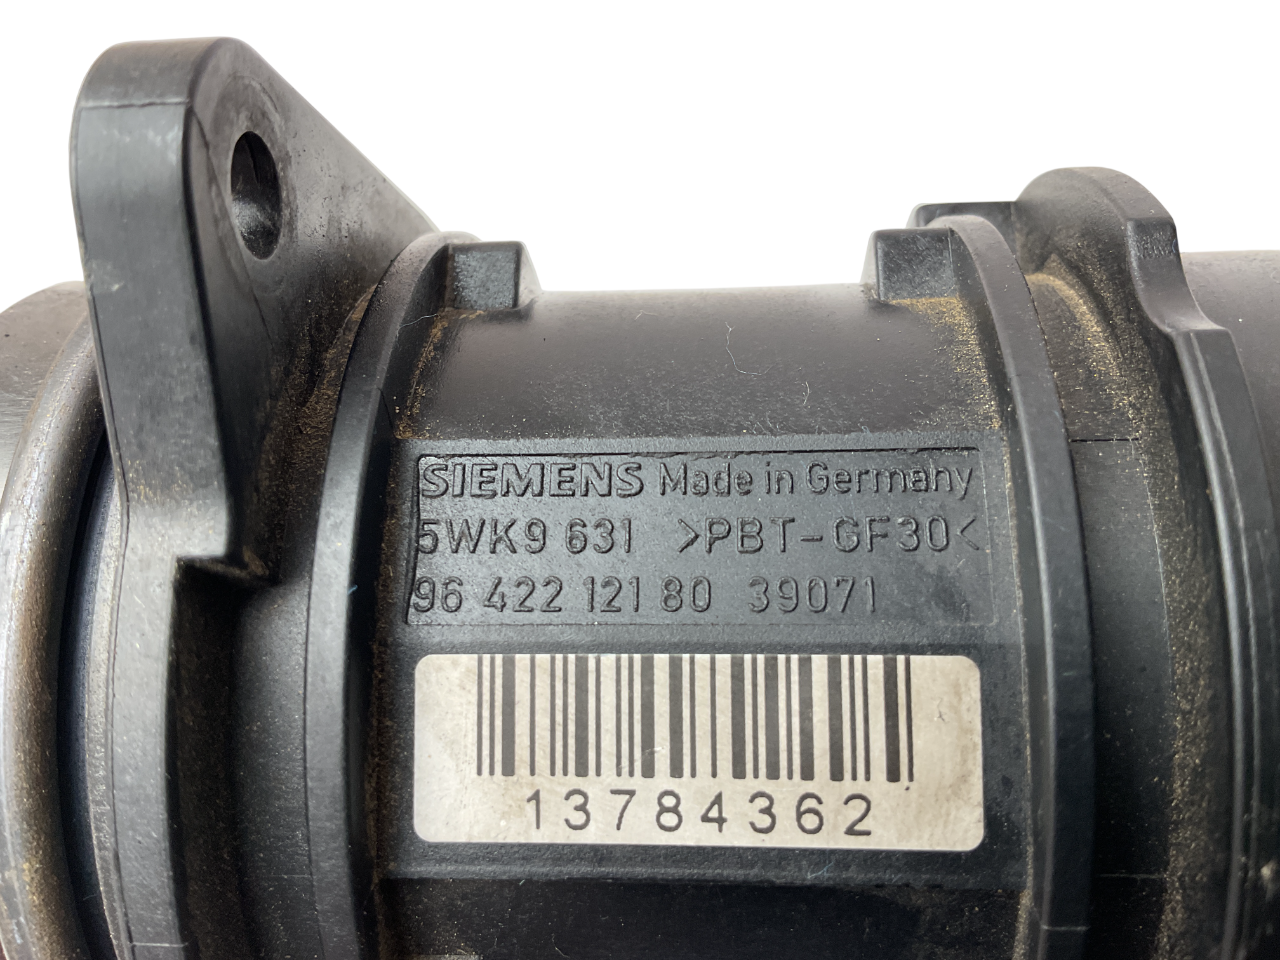 SIEMENS Made in Germany
5WK9 631 >PBT-GF30<
96 422 121 80 39071
13784362